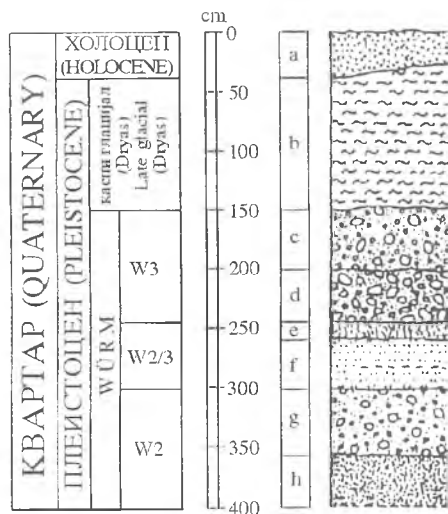 cm
КВАРТАР (QUATERNARY)
ПЛЕИСТОЦЕН (PLEISTOCENE)
ХОЛОЦЕН
(HOLOCENE)
касни глацијал
(Dryas)
Late glacial
(Dryas)
WÜRM
W3
W2/3
W2
0
50
100
150
200
250
300
350
400
a
b
c
d
e
f
g
h